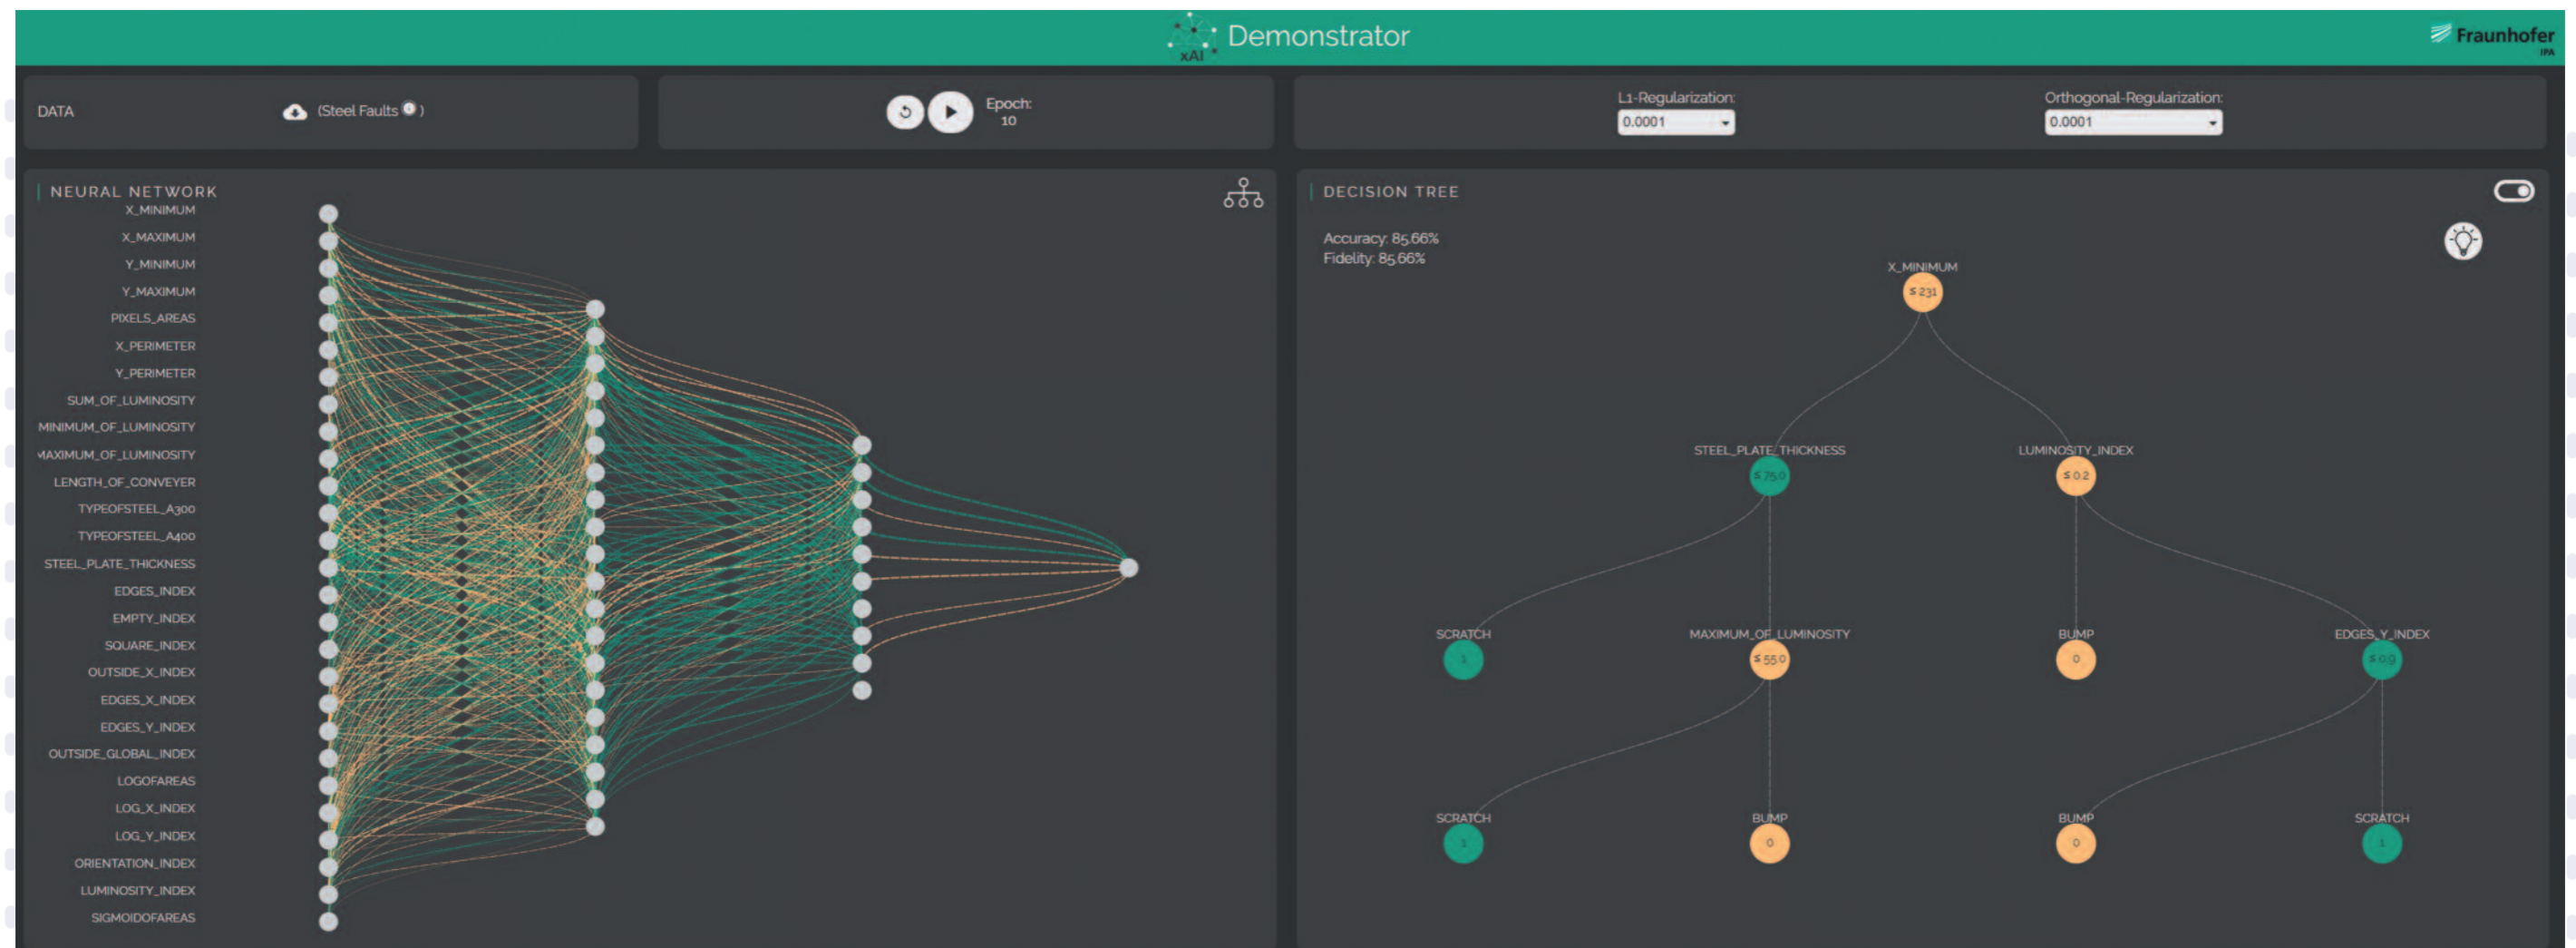 xAI
Demonstrator
Fraunhofer
IPA
DATA
(Steel Faults i)
Epoch:
10
L1-Regularization:
0.0001
Orthogonal-Regularization:
0.0001
NEURAL NETWORK
X_MINIMUM
X_MAXIMUM
Y_MINIMUM
Y_MAXIMUM
PIXELS_AREAS
X_PERIMETER
Y_PERIMETER
SUM_OF_LUMINOSITY
MINIMUM_OF_LUMINOSITY
MAXIMUM_OF_LUMINOSITY
LENGTH_OF_CONVEYER
TYPEOFSTEEL_A300
TYPEOFSTEEL_A400
STEEL_PLATE_THICKNESS
EDGES_INDEX
EMPTY_INDEX
SQUARE_INDEX
OUTSIDE_X_INDEX
EDGES_X_INDEX
EDGES_Y_INDEX
OUTSIDE_GLOBAL_INDEX
LOGOFAREAS
LOG_X_INDEX
LOG_Y_INDEX
ORIENTATION_INDEX
LUMINOSITY_INDEX
SIGMOIDOFAREAS
DECISION TREE
Accuracy: 85.66%
Fidelity: 85.66%
X_MINIMUM
≤ 231
STEEL_PLATE_THICKNESS
≤ 75.0
LUMINOSITY_INDEX
≤ 0.2
SCRATCH
1
MAXIMUM_OF_LUMINOSITY
≤ 55.0
BUMP
0
EDGES_Y_INDEX
≤ 0.9
SCRATCH
1
BUMP
0
BUMP
0
SCRATCH
1